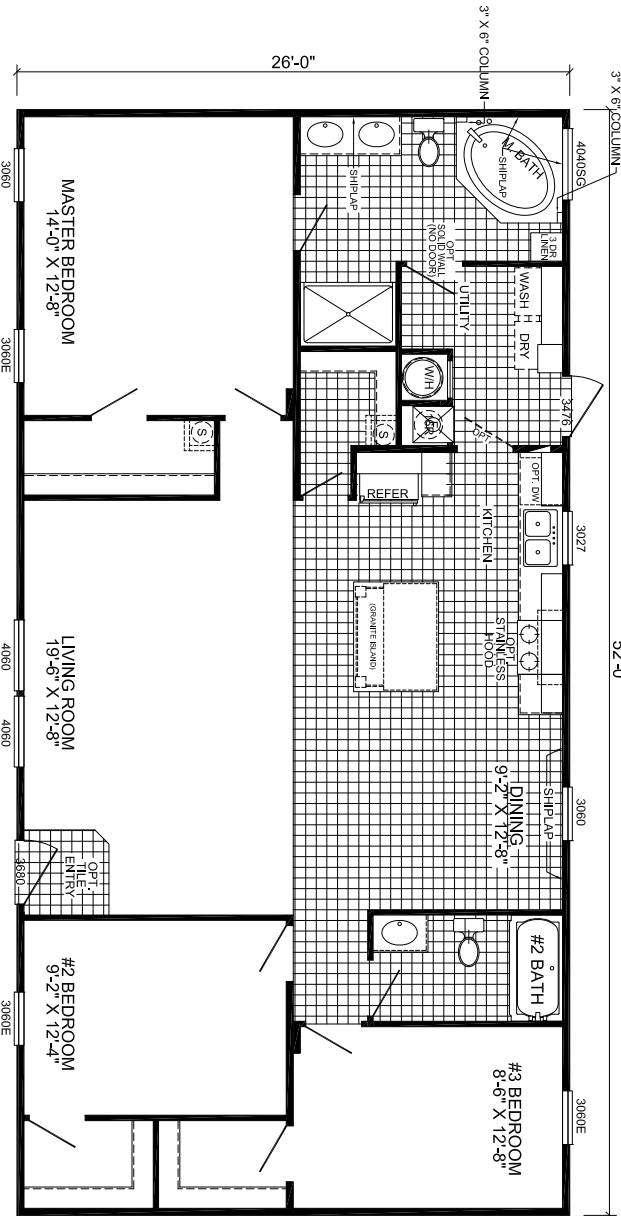 26'-0"
3" X 6" COLUMN
3" X 6" COLUMN
4040SG
M. BATH
SHIPLAP
SHIPLAP
3 DR
LINEN
OPT
SOLID WALL
(NO DOOR)
UTILITY
WASH
DRY
3476
3060
MASTER BEDROOM
14'-0" X 12'-8"
3060E
W/H
S
S
OPT
REFER
OPT. DW
KITCHEN
3027
(GRANITE ISLAND)
OPT
STAINLESS
HOOD
52'-0
LIVING ROOM
19'-6" X 12'-8"
4060
4060
DINING
9'-2" X 12'-8"
SHIPLAP
3060
OPT.
TILE
ENTRY
3680
#2 BATH
#2 BEDROOM
9'-2" X 12'-4"
3060E
#3 BEDROOM
8'-6" X 12'-8"
3060E